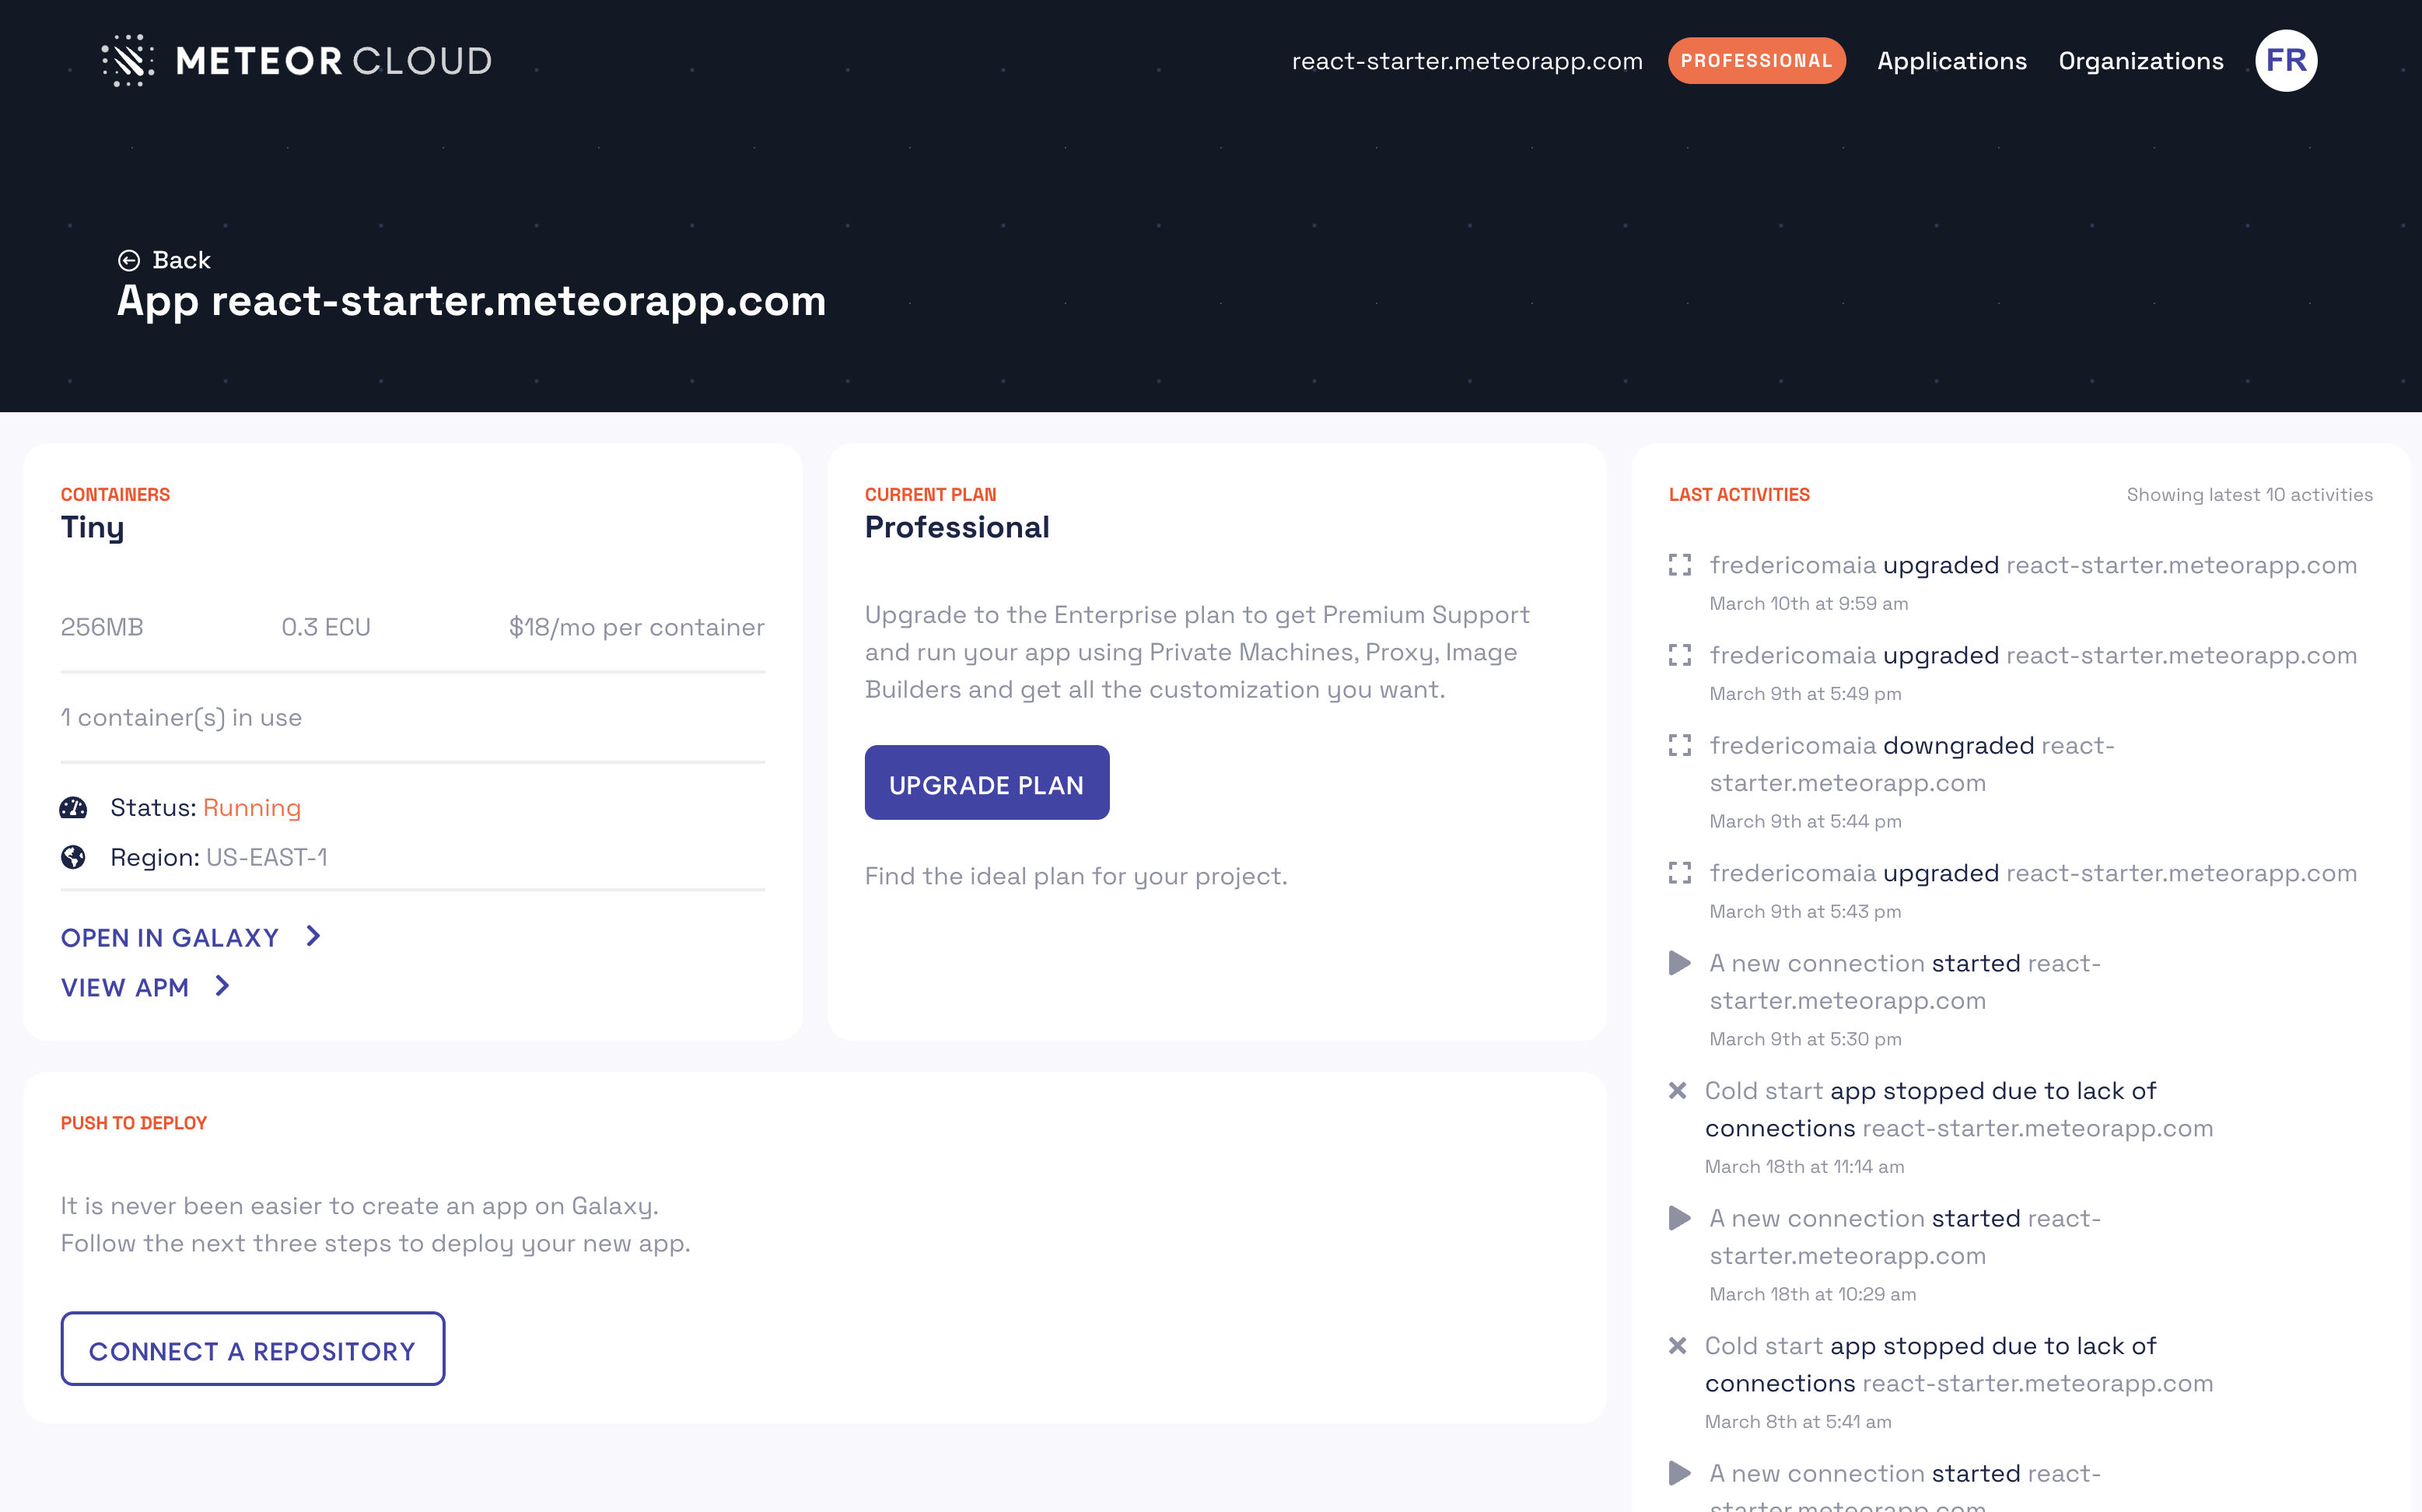 METEOR CLOUD
react-starter.meteorapp.com PROFESSIONAL Applications Organizations FR
Back
App react-starter.meteorapp.com
CONTAINERS
Tiny
256MB 0.3 ECU $18/mo per container
1 container(s) in use
Status: Running
Region: US-EAST-1
OPEN IN GALAXY
VIEW APM
CURRENT PLAN
Professional
Upgrade to the Enterprise plan to get Premium Support
and run your app using Private Machines, Proxy, Image
Builders and get all the customization you want.
UPGRADE PLAN
Find the ideal plan for your project.
PUSH TO DEPLOY
It is never been easier to create an app on Galaxy.
Follow the next three steps to deploy your new app.
CONNECT A REPOSITORY
LAST ACTIVITIES Showing latest 10 activities
fredericomaia upgraded react-starter.meteorapp.com
March 10th at 9:59 am
fredericomaia upgraded react-starter.meteorapp.com
March 9th at 5:49 pm
fredericomaia downgraded react-
starter.meteorapp.com
March 9th at 5:44 pm
fredericomaia upgraded react-starter.meteorapp.com
March 9th at 5:43 pm
A new connection started react-
starter.meteorapp.com
March 9th at 5:30 pm
Cold start app stopped due to lack of
connections react-starter.meteorapp.com
March 18th at 11:14 am
A new connection started react-
starter.meteorapp.com
March 18th at 10:29 am
Cold start app stopped due to lack of
connections react-starter.meteorapp.com
March 8th at 5:41 am
A new connection started react-
starter.meteorapp.com